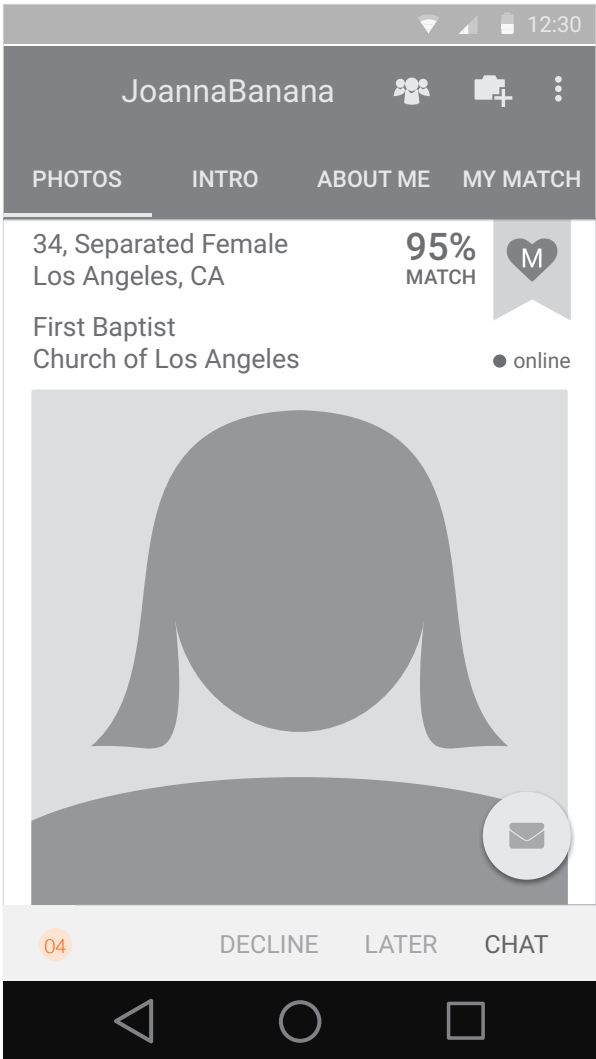 12:30
JoannaBanana
PHOTOS INTRO ABOUT ME MY MATCH
34, Separated Female
Los Angeles, CA
95%
MATCH
M
First Baptist
Church of Los Angeles
online
04 DECLINE LATER CHAT